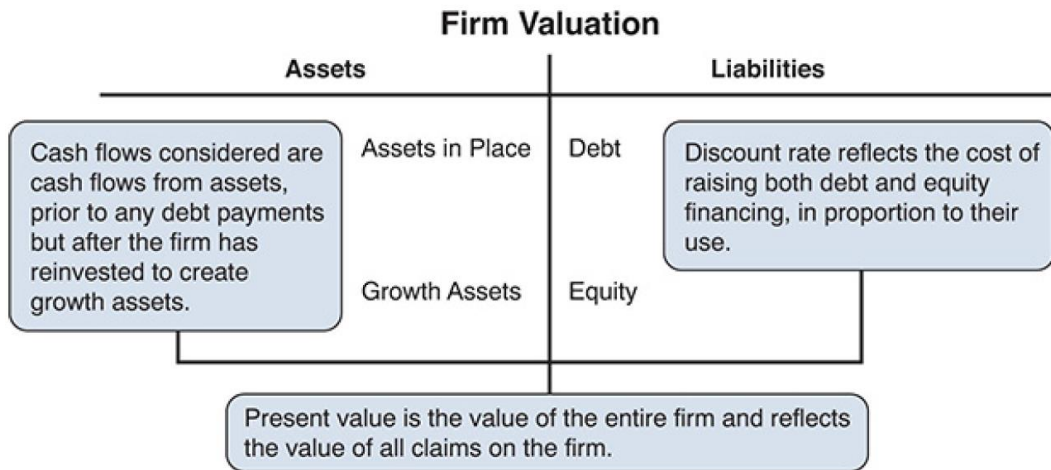 Firm Valuation
Assets
Liabilities
Cash flows considered are
cash flows from assets,
prior to any debt payments
but after the firm has
reinvested to create
growth assets.
Assets in Place
Debt
Growth Assets
Equity
Discount rate reflects the cost of
raising both debt and equity
financing, in proportion to their
use.
Present value is the value of the entire firm and reflects
the value of all claims on the firm.